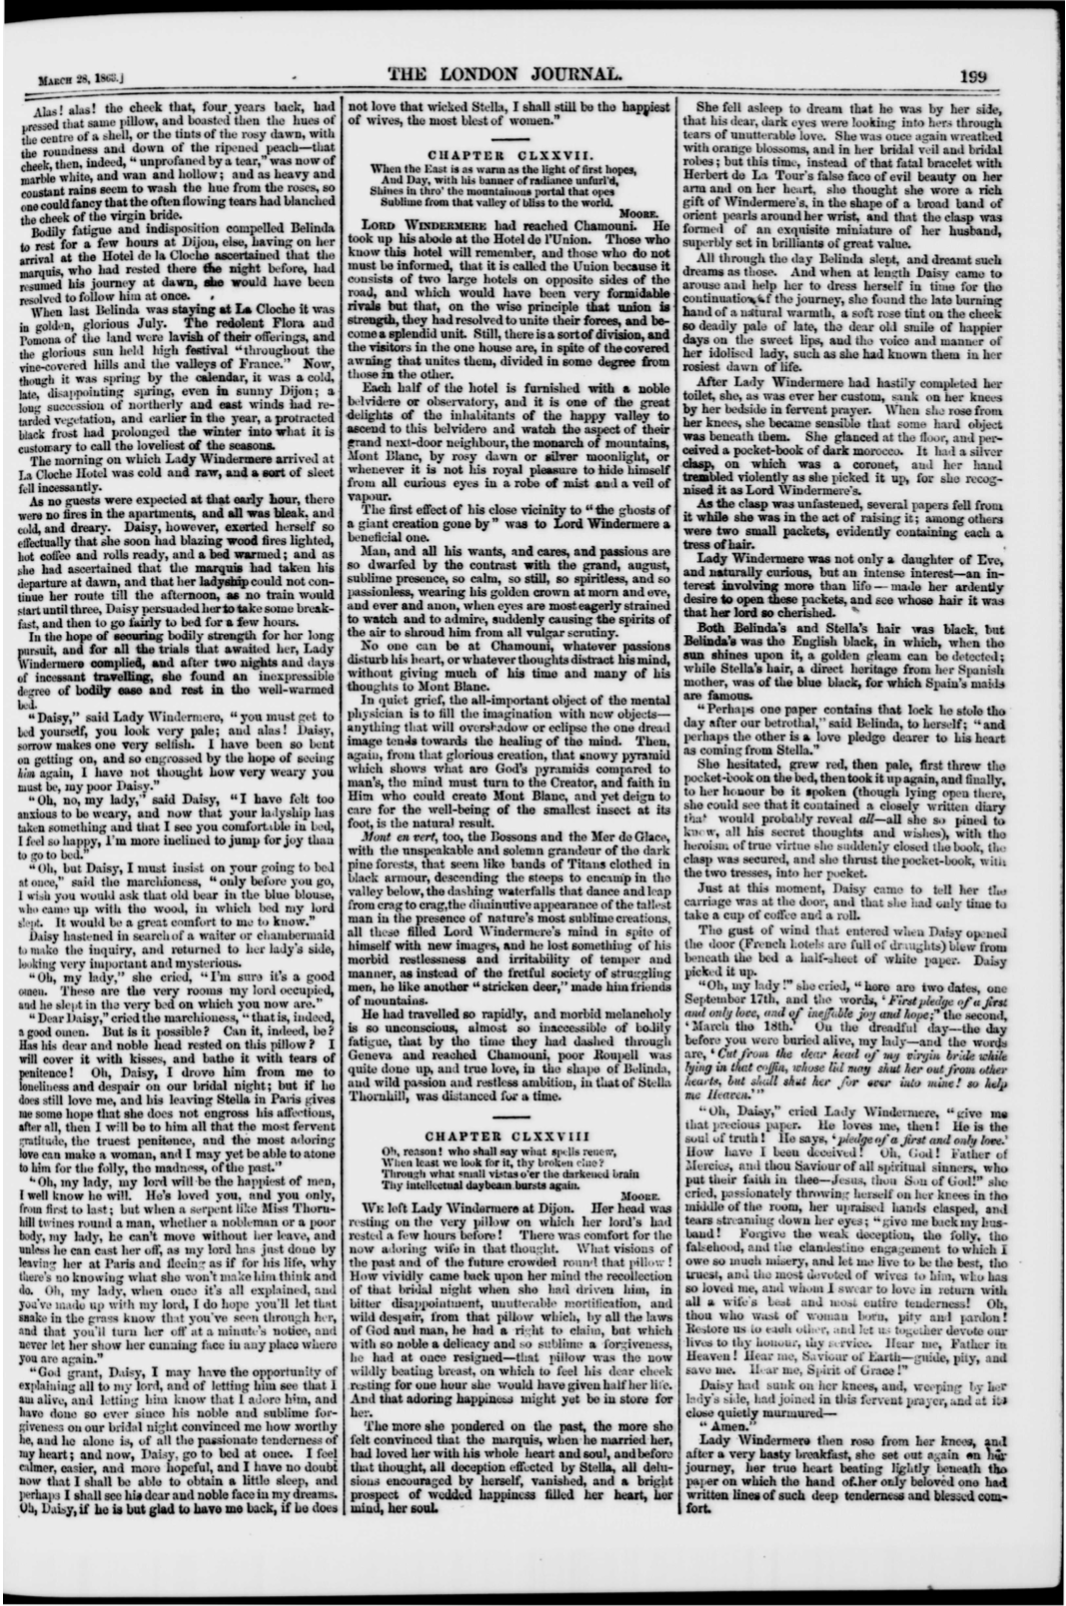 MARCH 28, 1863.]
THE LONDON JOURNAL.
199
Alas! alas! the cheek that, four years back, had
pressed that same pillow, and boasted then the hues of
the centre of a shell, or the tints of the rosy dawn, with
the roundness and down of the ripened peach—that
cheek, then, indeed, "unprofaned by a tear," was now of
marble white, and wan and hollow; and as heavy and
constant rains seem to wash the hue from the roses, so
one could fancy that the often flowing tears had blanched
the cheek of the virgin bride.
Bodily fatigue and indisposition compelled Belinda
to rest for a few hours at Dijon, else, having on her
arrival at the Hotel de la Cloche ascertained that the
marquis, who had rested there the night before, had
resumed his journey at dawn, she would have been
resolved to follow him at once.
When last Belinda was staying at La Cloche it was
in golden, glorious July. The redolent Flora and
Pomona of the land were lavish of their offerings, and
the glorious sun held high festival "throughout the
vine-covered hills and the valleys of France." Now,
though it was spring by the calendar, it was a cold,
late, disappointing spring, even in sunny Dijon; a
long succession of northerly and east winds had re-
tarded vegetation, and earlier in the year, a protracted
black frost had prolonged the winter into what it is
customary to call the loveliest of the seasons.
The morning on which Lady Windermere arrived at
La Cloche Hotel was cold and raw, and a sort of sleet
fell incessantly.
As no guests were expected at that early hour, there
were no fires in the apartments, and all was bleak, and
cold, and dreary. Daisy, however, exerted herself so
effectually that she soon had blazing wood fires lighted,
hot coffee and rolls ready, and a bed warmed; and as
she had ascertained that the marquis had taken his
departure at dawn, and that her ladyship could not con-
tinue her route till the afternoon, as no train would
start until three, Daisy persuaded her to take some break-
fast, and then to go fairly to bed for a few hours.
In the hope of securing bodily strength for her long
pursuit, and for all the trials that awaited her, Lady
Windermere complied, and after two nights and days
of incessant travelling, she found an inexpressible
degree of bodily ease and rest in the well-warmed
bed.
"Daisy," said Lady Windermere, "you must get to
bed yourself, you look very pale; and alas! Daisy,
sorrow makes one very selfish. I have been so bent
on getting on, and so engrossed by the hope of seeing
him again, I have not thought how very weary you
must be, my poor Daisy."
"Oh, no, my lady," said Daisy, "I have felt too
anxious to be weary, and now that your ladyship has
taken something and that I see you comfortable in bed,
I feel so happy, I'm more inclined to jump for joy than
to go to bed."
"Oh, but Daisy, I must insist on your going to bed
at once," said the marchioness, "only before you go,
I wish you would ask that old bear in the blue blouse,
who came up with the wood, in which bed my lord
slept. It would be a great comfort to me to know."
Daisy hastened in search of a waiter or chambermaid
to make the inquiry, and returned to her lady's side,
looking very important and mysterious.
"Oh, my lady," she cried, "I'm sure it's a good
omen. These are the very rooms my lord occupied,
and he slept in the very bed on which you now are."
"Dear Daisy," cried the marchioness, "that is, indeed,
a good omen. But is it possible? Can it, indeed, be?
Has his dear and noble head rested on this pillow? I
will cover it with kisses, and bathe it with tears of
penitence! Oh, Daisy, I drove him from me to
loneliness and despair on our bridal night; but if he
does still love me, and his leaving Stella in Paris gives
me some hope that she does not engross his affections,
after all, then I will be to him all that the most fervent
gratitude, the truest penitence, and the most adoring
love can make a woman, and I may yet be able to atone
to him for the folly, the madness, of the past."
"Oh, my lady, my lord will be the happiest of men,
I well know he will. He's loved you, and you only,
from first to last; but when a serpent like Miss Thorn-
hill twines round a man, whether a nobleman or a poor
body, my lady, he can't move without her leave, and
unless he can cast her off, as my lord has just done by
leaving her at Paris and fleeing as if for his life, why
there's no knowing what she won't make him think and
do. Oh, my lady, when once it's all explained, and
you've made up with my lord, I do hope you'll let that
snake in the grass know that you've seen through her,
and that you'll turn her off at a minute's notice, and
never let her show her cunning face in any place where
you are again."
"God grant, Daisy, I may have the opportunity of
explaining all to my lord, and of letting him see that I
am alive, and letting him know that I adore him, and
have done so ever since his noble and sublime for-
giveness on our bridal night convinced me how worthy
he, and he alone is, of all the passionate tenderness of
my heart; and now, Daisy, go to bed at once. I feel
calmer, easier, and more hopeful, and I have no doubt
now that I shall be able to obtain a little sleep, and
perhaps I shall see his dear and noble face in my dreams.
Oh, Daisy, if he is but glad to have me back, if he does
not love that wicked Stella, I shall still be the happiest
of wives, the most blest of women."
CHAPTER CLXXVII.
When the East is as warm as the light of first hopes,
And Day, with his banner of radiance unfurl'd,
Shines in thro' the mountainous portal that opes
Sublime from that valley of bliss to the world.
MOORE.
LORD WINDERMERE had reached Chamouni. He
took up his abode at the Hotel de l'Union. Those who
know this hotel will remember, and those who do not
must be informed, that it is called the Union because it
consists of two large hotels on opposite sides of the
road, and which would have been very formidable
rivals but that, on the wise principle that union is
strength, they had resolved to unite their forces, and be-
come a splendid unit. Still, there is a sort of division, and
the visitors in the one house are, in spite of the covered
awning that unites them, divided in some degree from
those in the other.
Each half of the hotel is furnished with a noble
belvidere or observatory, and it is one of the great
delights of the inhabitants of the happy valley to
ascend to this belvidere and watch the aspect of their
grand next-door neighbour, the monarch of mountains,
Mont Blanc, by rosy dawn or silver moonlight, or
whenever it is not his royal pleasure to hide himself
from all curious eyes in a robe of mist and a veil of
vapour.
The first effect of his close vicinity to "the ghosts of
a giant creation gone by" was to Lord Windermere a
beneficial one.
Man, and all his wants, and cares, and passions are
so dwarfed by the contrast with the grand, august,
sublime presence, so calm, so still, so spiritless, and so
passionless, wearing his golden crown at morn and eve,
and ever and anon, when eyes are most eagerly strained
to watch and to admire, suddenly causing the spirits of
the air to shroud him from all vulgar scrutiny.
No one can be at Chamouni, whatever passions
disturb his heart, or whatever thoughts distract his mind,
without giving much of his time and many of his
thoughts to Mont Blanc.
In quiet grief, the all-important object of the mental
physician is to fill the imagination with new objects—
anything that will overshadow or eclipse the one dread
image tends towards the healing of the mind. Then,
again, from that glorious creation, that snowy pyramid
which shows what are God's pyramids compared to
man's, the mind must turn to the Creator, and faith in
Him who could create Mont Blanc, and yet deign to
care for the well-being of the smallest insect at its
foot, is the natural result.
Mont en vert, too, the Bossons and the Mer de Glace,
with the unspeakable and solemn grandeur of the dark
pine forests, that seem like bands of Titans clothed in
black armour, descending the steeps to encamp in the
valley below, the dashing waterfalls that dance and leap
from crag to crag, the diminutive appearance of the tallest
man in the presence of nature's most sublime creations,
all these filled Lord Windermere's mind in spite of
himself with new images, and he lost something of his
morbid restlessness and irritability of temper and
manner, as instead of the fretful society of struggling
men, he like another "stricken deer," made him friends
of mountains.
He had travelled so rapidly, and morbid melancholy
is so unconscious, almost so inaccessible of bodily
fatigue, that by the time they had dashed through
Geneva and reached Chamouni, poor Roupell was
quite done up, and true love, in the shape of Belinda,
and wild passion and restless ambition, in that of Stella
Thornhill, was distanced for a time.
CHAPTER CLXXVIII
Oh, reason! who shall say what spells renew,
When least we look for it, thy broken clue?
Through what small vistas o'er the darkened brain
Thy intellectual daybeam bursts again.
MOORE.
WE left Lady Windermere at Dijon. Her head was
resting on the very pillow on which her lord's had
rested a few hours before! There was comfort for the
now adoring wife in that thought. What visions of
the past and of the future crowded round that pillow!
How vividly came back upon her mind the recollection
of that bridal night when she had driven him, in
bitter disappointment, unutterable mortification, and
wild despair, from that pillow which, by all the laws
of God and man, he had a right to claim, but which
with so noble a delicacy and so sublime a forgiveness,
he had at once resigned—that pillow was the now
wildly beating breast, on which to feel his dear cheek
resting for one hour she would have given half her life.
And that adoring happiness might yet be in store for
her.
The more she pondered on the past, the more she
felt convinced that the marquis, when he married her,
had loved her with his whole heart and soul, and before
that thought, all deception effected by Stella, all delu-
sions encouraged by herself, vanished, and a bright
prospect of wedded happiness filled her heart, her
mind, her soul.
She fell asleep to dream that he was by her side,
that his dear, dark eyes were looking into hers through
tears of unutterable love. She was once again wreathed
with orange blossoms, and in her bridal veil and bridal
robes; but this time, instead of that fatal bracelet with
Herbert de La Tour's false face of evil beauty on her
arm and on her heart, she thought she wore a rich
gift of Windermere's, in the shape of a broad band of
orient pearls around her wrist, and that the clasp was
formed of an exquisite miniature of her husband,
superbly set in brilliants of great value.
All through the day Belinda slept, and dreamt such
dreams as those. And when at length Daisy came to
arouse and help her to dress herself in time for the
continuation of the journey, she found the late burning
hand of a natural warmth, a soft rose tint on the cheek
so deadly pale of late, the dear old smile of happier
days on the sweet lips, and the voice and manner of
her idolised lady, such as she had known them in her
rosiest dawn of life.
After Lady Windermere had hastily completed her
toilet, she, as was ever her custom, sank on her knees
by her bedside in fervent prayer. When she rose from
her knees, she became sensible that some hard object
was beneath them. She glanced at the floor, and per-
ceived a pocket-book of dark morocco. It had a silver
clasp, on which was a coronet, and her hand
trembled violently as she picked it up, for she recog-
nised it as Lord Windermere's.
As the clasp was unfastened, several papers fell from
it while she was in the act of raising it; among others
were two small packets, evidently containing each a
tress of hair.
Lady Windermere was not only a daughter of Eve,
and naturally curious, but an intense interest—an in-
terest involving more than life—made her ardently
desire to open these packets, and see whose hair it was
that her lord so cherished.
Both Belinda's and Stella's hair was black, but
Belinda's was the English black, in which, when the
sun shines upon it, a golden gleam can be detected;
while Stella's hair, a direct heritage from her Spanish
mother, was of the blue black, for which Spain's maids
are famous.
"Perhaps one paper contains that lock he stole the
day after our betrothal," said Belinda, to herself; "and
perhaps the other is a love pledge dearer to his heart
as coming from Stella."
She hesitated, grew red, then pale, first threw the
pocket-book on the bed, then took it up again, and finally,
to her honour be it spoken (though lying open there,
she could see that it contained a closely written diary
that would probably reveal all—all she so pined to
know, all his secret thoughts and wishes), with the
heroism of true virtue she suddenly closed the book, the
clasp was secured, and she thrust the pocket-book, with
the two tresses, into her pocket.
Just at this moment, Daisy came to tell her the
carriage was at the door, and that she had only time to
take a cup of coffee and a roll.
The gust of wind that entered when Daisy opened
the door (French hotels are full of draughts) blew from
beneath the bed a half-sheet of white paper. Daisy
picked it up.
"Oh, my lady!" she cried, "here are two dates, one
September 17th, and the words, 'First pledge of a first
and only love, and of ineffable joy and hope;' the second,
'March the 18th.' On the dreadful day—the day
before you were buried alive, my lady—and the words
are, 'Cut from the dear head of my virgin bride while
lying in that coffin, whose lid may shut her out from other
hearts, but shall shut her for ever into mine! so help
me Heaven.'"
"Oh, Daisy," cried Lady Windermere, "give me
that precious paper. He loves me, then! He is the
soul of truth! He says, 'pledge of a first and only love.'
How have I been deceived! Oh, God! Father of
Mercies, and thou Saviour of all spiritual sinners, who
put their faith in thee—Jesus, thou Son of God!" she
cried, passionately throwing herself on her knees in the
middle of the room, her upraised hands clasped, and
tears streaming down her eyes; "give me back my hus-
band! Forgive the weak deception, the folly, the
falsehood, and the clandestine engagement to which I
owe so much misery, and let me live to be the best, the
truest, and the most devoted of wives to him, who has
so loved me, and whom I swear to love in return with
all a wife's best and most entire tenderness! Oh,
thou who wast of woman born, pity and pardon!
Restore us to each other, and let us together devote our
lives to thy honour, thy service. Hear me, Father in
Heaven! Hear me, Saviour of Earth—guide, pity, and
save me. Hear me, Spirit of Grace!"
Daisy had sunk on her knees, and, weeping by her
lady's side, had joined in this fervent prayer, and at its
close quietly murmured—
"Amen."
Lady Windermere then rose from her knees, and
after a very hasty breakfast, she set out again on her
journey, her true heart beating lightly beneath the
paper on which the hand of her only beloved one had
written lines of such deep tenderness and blessed com-
fort.